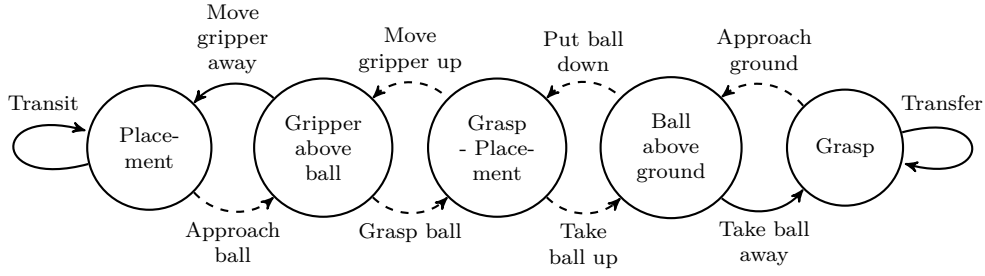 Move
gripper
away
Move
gripper up
Put ball
down
Approach
ground
Transit
Transfer
Place-
ment
Gripper
above
ball
Grasp
- Place-
ment
Ball
above
ground
Grasp
Approach
ball
Grasp ball
Take
ball up
Take ball
away